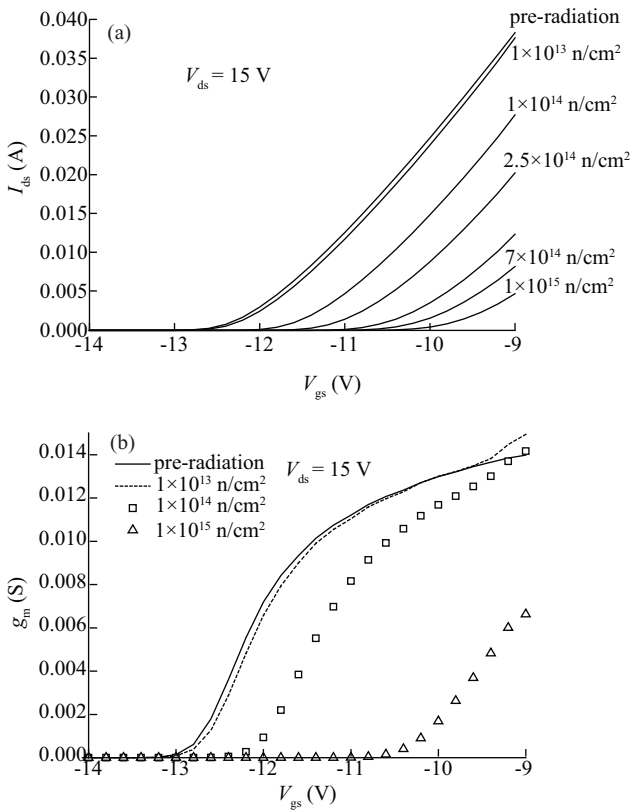 (a)
pre-radiation
1×10¹³ n/cm²
V_ds = 15 V
1×10¹⁴ n/cm²
2.5×10¹⁴ n/cm²
7×10¹⁴ n/cm²
1×10¹⁵ n/cm²
I_ds (A)
0.040
0.035
0.030
0.025
0.020
0.015
0.010
0.005
0.000
-14 -13 -12 -11 -10 -9
V_gs (V)
(b)
pre-radiation
1×10¹³ n/cm²
1×10¹⁴ n/cm²
1×10¹⁵ n/cm²
V_ds = 15 V
g_m (S)
0.014
0.012
0.010
0.008
0.006
0.004
0.002
0.000
-14 -13 -12 -11 -10 -9
V_gs (V)